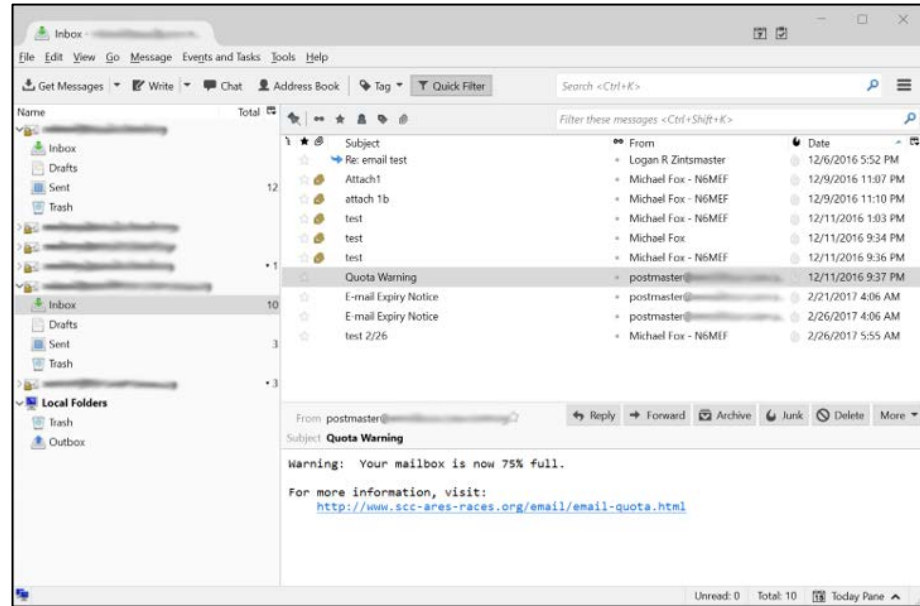 Inbox -
File Edit View Go Message Events and Tasks Tools Help
Get Messages Write Chat Address Book Tag Quick Filter Search <Ctrl+K>
Name Total
Filter these messages <Ctrl+Shift+K>
Subject From Date
Inbox
Drafts
Sent 12
Trash
1
Inbox 10
Drafts
Sent 3
Trash
3
Local Folders
Trash
Outbox
Re: email test Logan R Zintsmaster 12/6/2016 5:52 PM
Attach1 Michael Fox - N6MEF 12/9/2016 11:07 PM
attach 1b Michael Fox - N6MEF 12/9/2016 11:10 PM
test Michael Fox - N6MEF 12/11/2016 1:03 PM
test Michael Fox 12/11/2016 9:34 PM
test Michael Fox - N6MEF 12/11/2016 9:36 PM
Quota Warning postmaster@ 12/11/2016 9:37 PM
E-mail Expiry Notice postmaster@ 2/21/2017 4:06 AM
E-mail Expiry Notice postmaster@ 2/26/2017 4:06 AM
test 2/26 Michael Fox - N6MEF 2/26/2017 5:55 AM
From postmaster@ Reply Forward Archive Junk Delete More
Subject Quota Warning
Warning: Your mailbox is now 75% full.
For more information, visit:
http://www.scc-ares-races.org/email/email-quota.html
Unread: 0 Total: 10 Today Pane